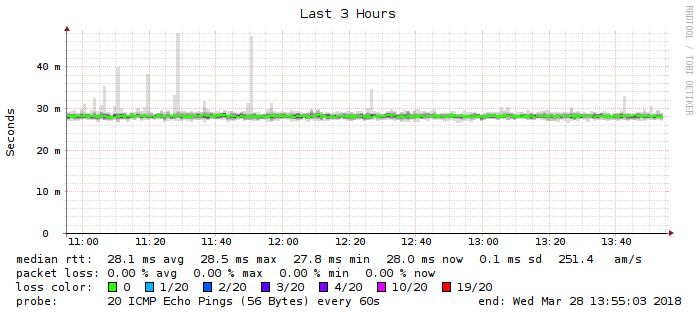 Last 3 Hours
RRDTOOL / TOBI OETIKER
Seconds
40 m
30 m
20 m
10 m
0
11:00 11:20 11:40 12:00 12:20 12:40 13:00 13:20 13:40
median rtt: 28.1 ms avg 28.5 ms max 27.8 ms min 28.0 ms now 0.1 ms sd 251.4 am/s
packet loss: 0.00 % avg 0.00 % max 0.00 % min 0.00 % now
loss color: 0 1/20 2/20 3/20 4/20 10/20 19/20
probe: 20 ICMP Echo Pings (56 Bytes) every 60s end: Wed Mar 28 13:55:03 2018